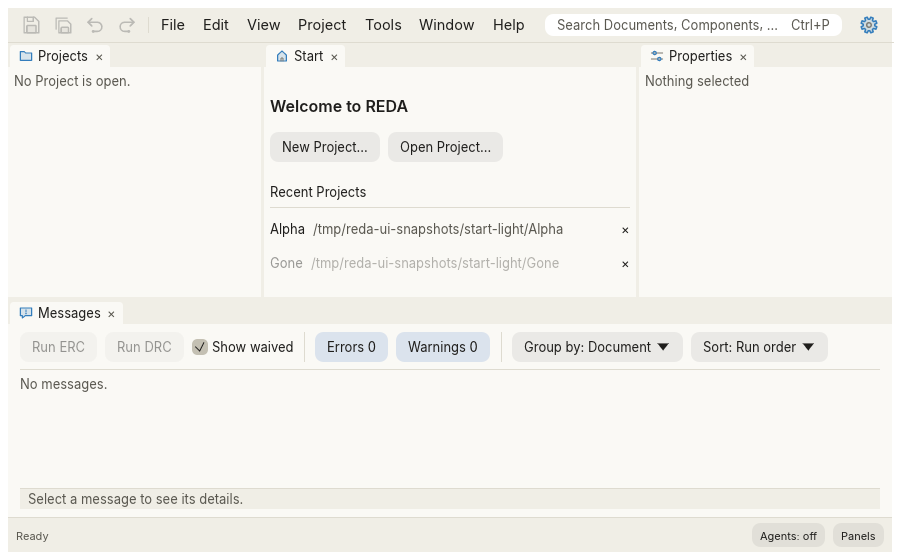 File Edit View Project Tools Window Help Search Documents, Components, ... Ctrl+P
Projects × Start × Properties ×
No Project is open.
Nothing selected
Welcome to REDA
New Project... Open Project...
Recent Projects
Alpha /tmp/reda-ui-snapshots/start-light/Alpha ×
Gone /tmp/reda-ui-snapshots/start-light/Gone ×
Messages ×
Run ERC Run DRC Show waived Errors 0 Warnings 0 Group by: Document ▼ Sort: Run order ▼
No messages.
Select a message to see its details.
Ready Agents: off Panels